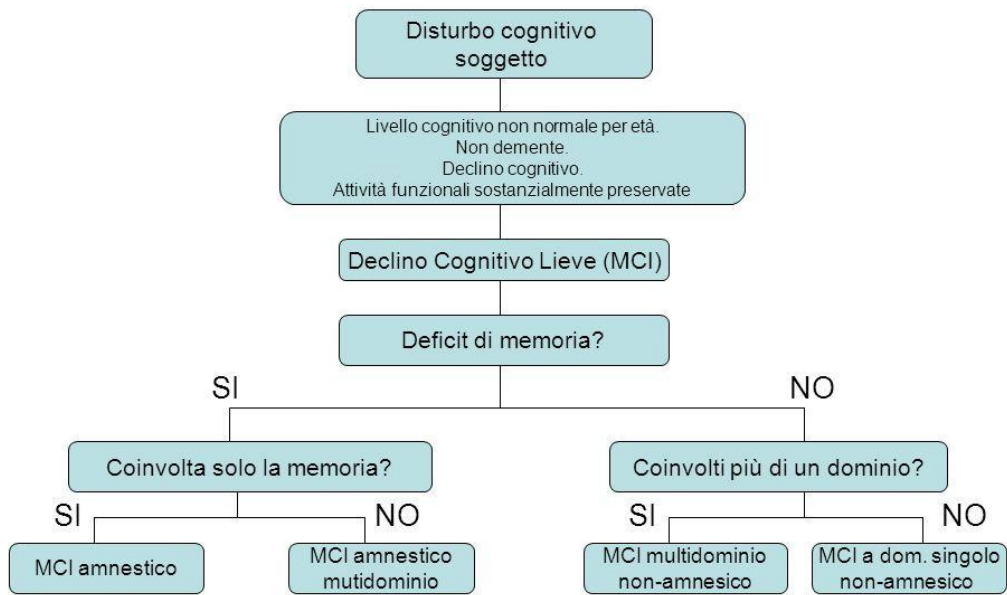 Disturbo cognitivo
soggetto
Livello cognitivo non normale per età.
Non demente.
Declino cognitivo.
Attività funzionali sostanzialmente preservate
Declino Cognitivo Lieve (MCI)
Deficit di memoria?
SI
NO
Coinvolta solo la memoria?
Coinvolti più di un dominio?
SI
NO
SI
NO
MCI amnestico
MCI amnestico
mutidominio
MCI multidominio
non-amnesico
MCI a dom. singolo
non-amnesico